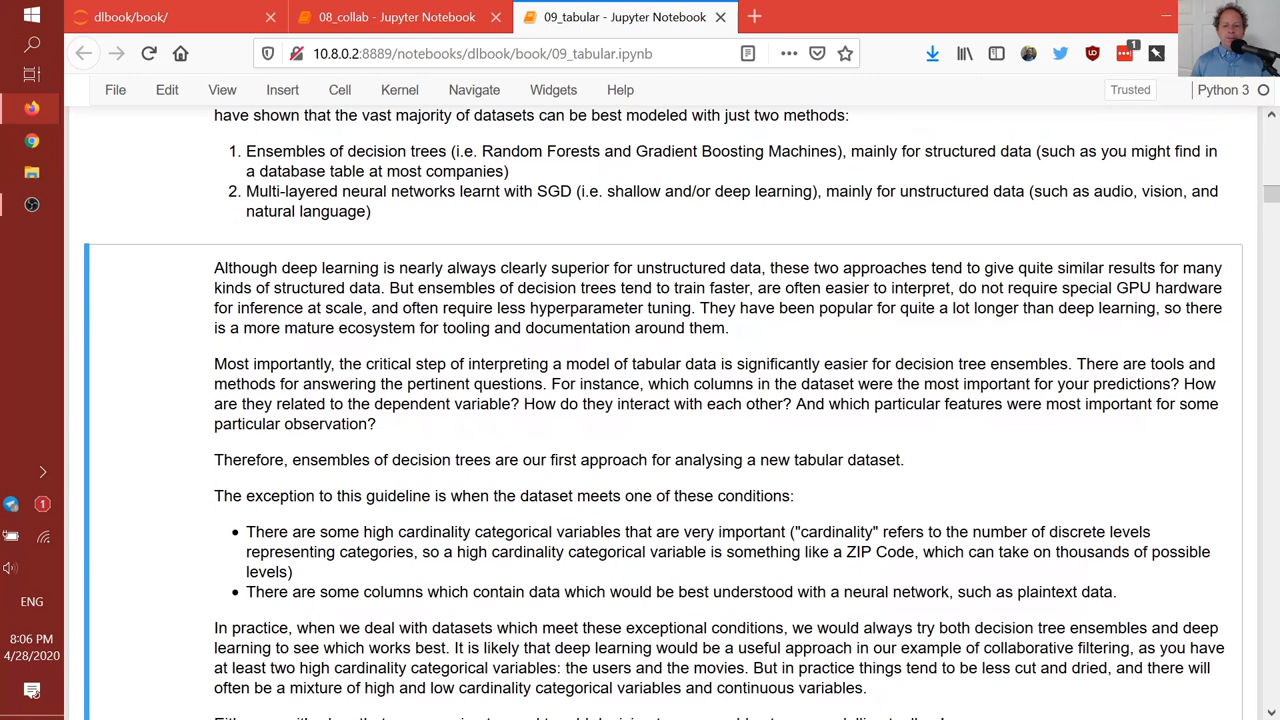 dlbook/book/
08_collab - Jupyter Notebook
09_tabular - Jupyter Notebook
10.8.0.2:8889/notebooks/dlbook/book/09_tabular.ipynb
1
File Edit View Insert Cell Kernel Navigate Widgets Help
Trusted
Python 3
have shown that the vast majority of datasets can be best modeled with just two methods:
1. Ensembles of decision trees (i.e. Random Forests and Gradient Boosting Machines), mainly for structured data (such as you might find in
a database table at most companies)
2. Multi-layered neural networks learnt with SGD (i.e. shallow and/or deep learning), mainly for unstructured data (such as audio, vision, and
natural language)
Although deep learning is nearly always clearly superior for unstructured data, these two approaches tend to give quite similar results for many
kinds of structured data. But ensembles of decision trees tend to train faster, are often easier to interpret, do not require special GPU hardware
for inference at scale, and often require less hyperparameter tuning. They have been popular for quite a lot longer than deep learning, so there
is a more mature ecosystem for tooling and documentation around them.
Most importantly, the critical step of interpreting a model of tabular data is significantly easier for decision tree ensembles. There are tools and
methods for answering the pertinent questions. For instance, which columns in the dataset were the most important for your predictions? How
are they related to the dependent variable? How do they interact with each other? And which particular features were most important for some
particular observation?
Therefore, ensembles of decision trees are our first approach for analysing a new tabular dataset.
The exception to this guideline is when the dataset meets one of these conditions:
• There are some high cardinality categorical variables that are very important ("cardinality" refers to the number of discrete levels
representing categories, so a high cardinality categorical variable is something like a ZIP Code, which can take on thousands of possible
levels)
• There are some columns which contain data which would be best understood with a neural network, such as plaintext data.
In practice, when we deal with datasets which meet these exceptional conditions, we would always try both decision tree ensembles and deep
learning to see which works best. It is likely that deep learning would be a useful approach in our example of collaborative filtering, as you have
at least two high cardinality categorical variables: the users and the movies. But in practice things tend to be less cut and dried, and there will
often be a mixture of high and low cardinality categorical variables and continuous variables.
1
ENG
8:06 PM
4/28/2020